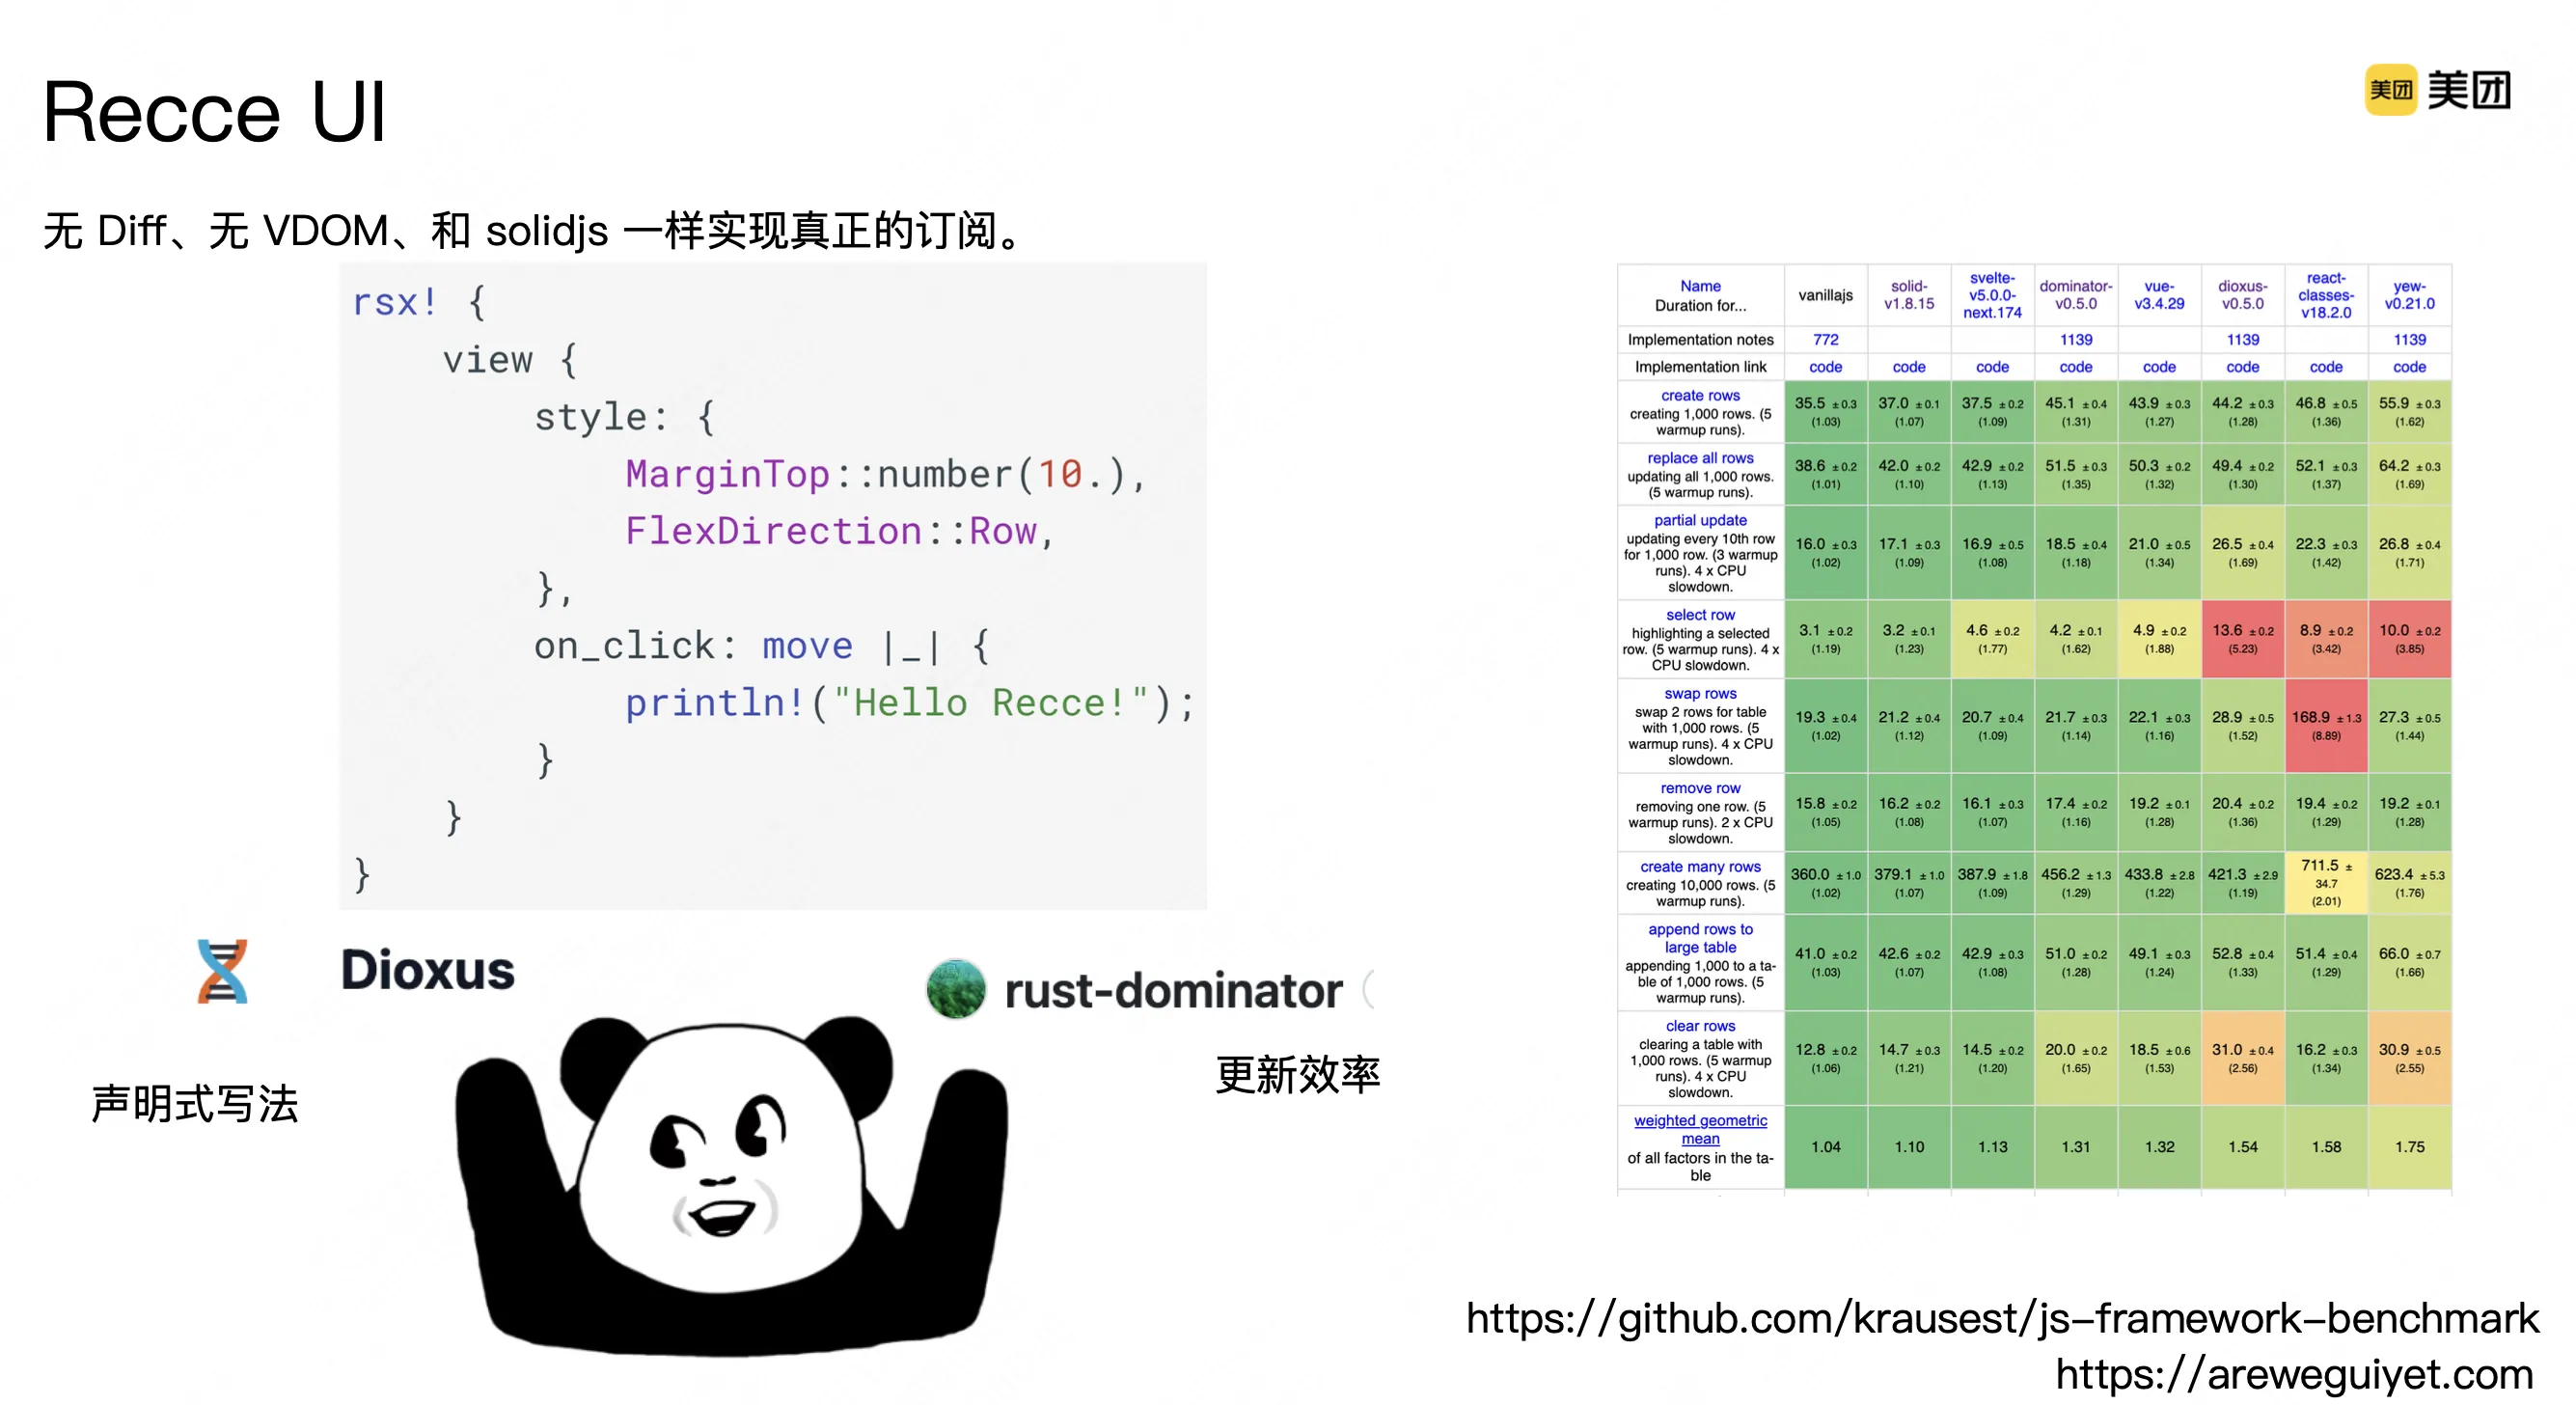 Recce UI
美团 美团
无 Diff、无 VDOM、和 solidjs 一样实现真正的订阅。
rsx! {
view {
style: {
MarginTop::number(10.),
FlexDirection::Row,
},
on_click: move |_| {
println!("Hello Recce!");
}
}
}
Dioxus
rust-dominator
声明式写法
更新效率
Name
Duration for...
vanillajs
solid-
v1.8.15
svelte-
v5.0.0-
next.174
dominator-
v0.5.0
vue-
v3.4.29
dioxus-
v0.5.0
react-
classes-
v18.2.0
yew-
v0.21.0
Implementation notes 772 1139 1139 1139
Implementation link code code code code code code code code
create rows
creating 1,000 rows. (5
warmup runs).
35.5 ±0.3 37.0 ±0.1 37.5 ±0.2 45.1 ±0.4 43.9 ±0.3 44.2 ±0.3 46.8 ±0.5 55.9 ±0.3
(1.03) (1.07) (1.09) (1.31) (1.27) (1.28) (1.36) (1.62)
replace all rows
updating all 1,000 rows.
(5 warmup runs).
38.6 ±0.2 42.0 ±0.2 42.9 ±0.2 51.5 ±0.3 50.3 ±0.2 49.4 ±0.2 52.1 ±0.3 64.2 ±0.3
(1.01) (1.10) (1.13) (1.35) (1.32) (1.30) (1.37) (1.69)
partial update
updating every 10th row
for 1,000 row. (3 warmup
runs). 4 x CPU
slowdown.
16.0 ±0.3 17.1 ±0.3 16.9 ±0.5 18.5 ±0.4 21.0 ±0.5 26.5 ±0.4 22.3 ±0.3 26.8 ±0.4
(1.02) (1.09) (1.08) (1.18) (1.34) (1.69) (1.42) (1.71)
select row
highlighting a selected
row. (5 warmup runs). 4 x
CPU slowdown.
3.1 ±0.2 3.2 ±0.1 4.6 ±0.2 4.2 ±0.1 4.9 ±0.2 13.6 ±0.2 8.9 ±0.2 10.0 ±0.2
(1.19) (1.23) (1.77) (1.62) (1.88) (5.23) (3.42) (3.85)
swap rows
swap 2 rows for table
with 1,000 rows. (5
warmup runs). 4 x CPU
slowdown.
19.3 ±0.4 21.2 ±0.4 20.7 ±0.4 21.7 ±0.3 22.1 ±0.3 28.9 ±0.5 168.9 ±1.3 27.3 ±0.5
(1.02) (1.12) (1.09) (1.14) (1.16) (1.52) (8.89) (1.44)
remove row
removing one row. (5
warmup runs). 2 x CPU
slowdown.
15.8 ±0.2 16.2 ±0.2 16.1 ±0.3 17.4 ±0.2 19.2 ±0.1 20.4 ±0.2 19.4 ±0.2 19.2 ±0.1
(1.05) (1.08) (1.07) (1.16) (1.28) (1.36) (1.29) (1.28)
create many rows
creating 10,000 rows. (5
warmup runs).
360.0 ±1.0 379.1 ±1.0 387.9 ±1.8 456.2 ±1.3 433.8 ±2.8 421.3 ±2.9 711.5 ± 34.7 623.4 ±5.3
(1.02) (1.07) (1.09) (1.29) (1.22) (1.19) (2.01) (1.76)
append rows to
large table
appending 1,000 to a ta-
ble of 1,000 rows. (5
warmup runs).
41.0 ±0.2 42.6 ±0.2 42.9 ±0.3 51.0 ±0.2 49.1 ±0.3 52.8 ±0.4 51.4 ±0.4 66.0 ±0.7
(1.03) (1.07) (1.08) (1.28) (1.24) (1.33) (1.29) (1.66)
clear rows
clearing a table with
1,000 rows. (5 warmup
runs). 4 x CPU
slowdown.
12.8 ±0.2 14.7 ±0.3 14.5 ±0.2 20.0 ±0.2 18.5 ±0.6 31.0 ±0.4 16.2 ±0.3 30.9 ±0.5
(1.06) (1.21) (1.20) (1.65) (1.53) (2.56) (1.34) (2.55)
weighted geometric
mean
of all factors in the ta-
ble
1.04 1.10 1.13 1.31 1.32 1.54 1.58 1.75
https://github.com/krausest/js-framework-benchmark
https://areweguiyet.com